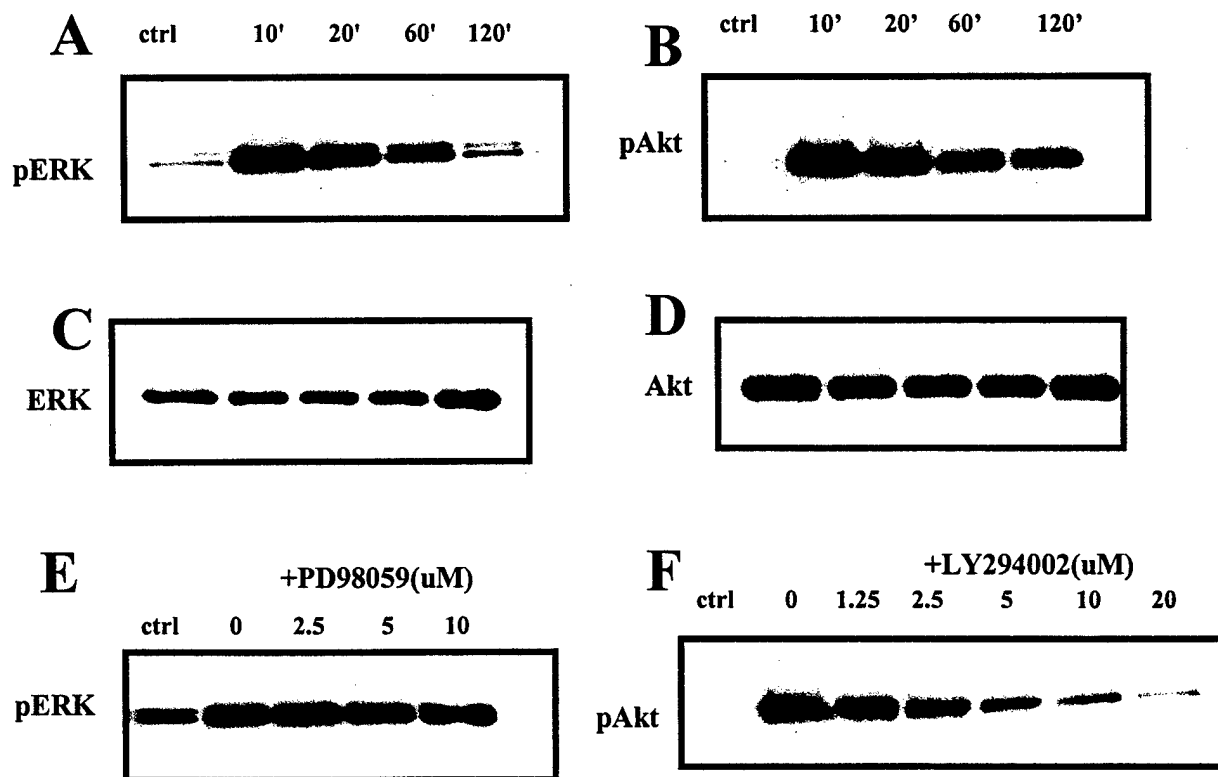 A
ctrl 10' 20' 60' 120'
pERK
B
ctrl 10’ 20’ 60’ 120’
pAkt
C
ERK
D
Akt
E
+PD98059(uM)
ctrl 0 2.5 5 10
pERK
F
+LY294002(uM)
ctrl 0 1.25 2.5 5 10 20
pAkt